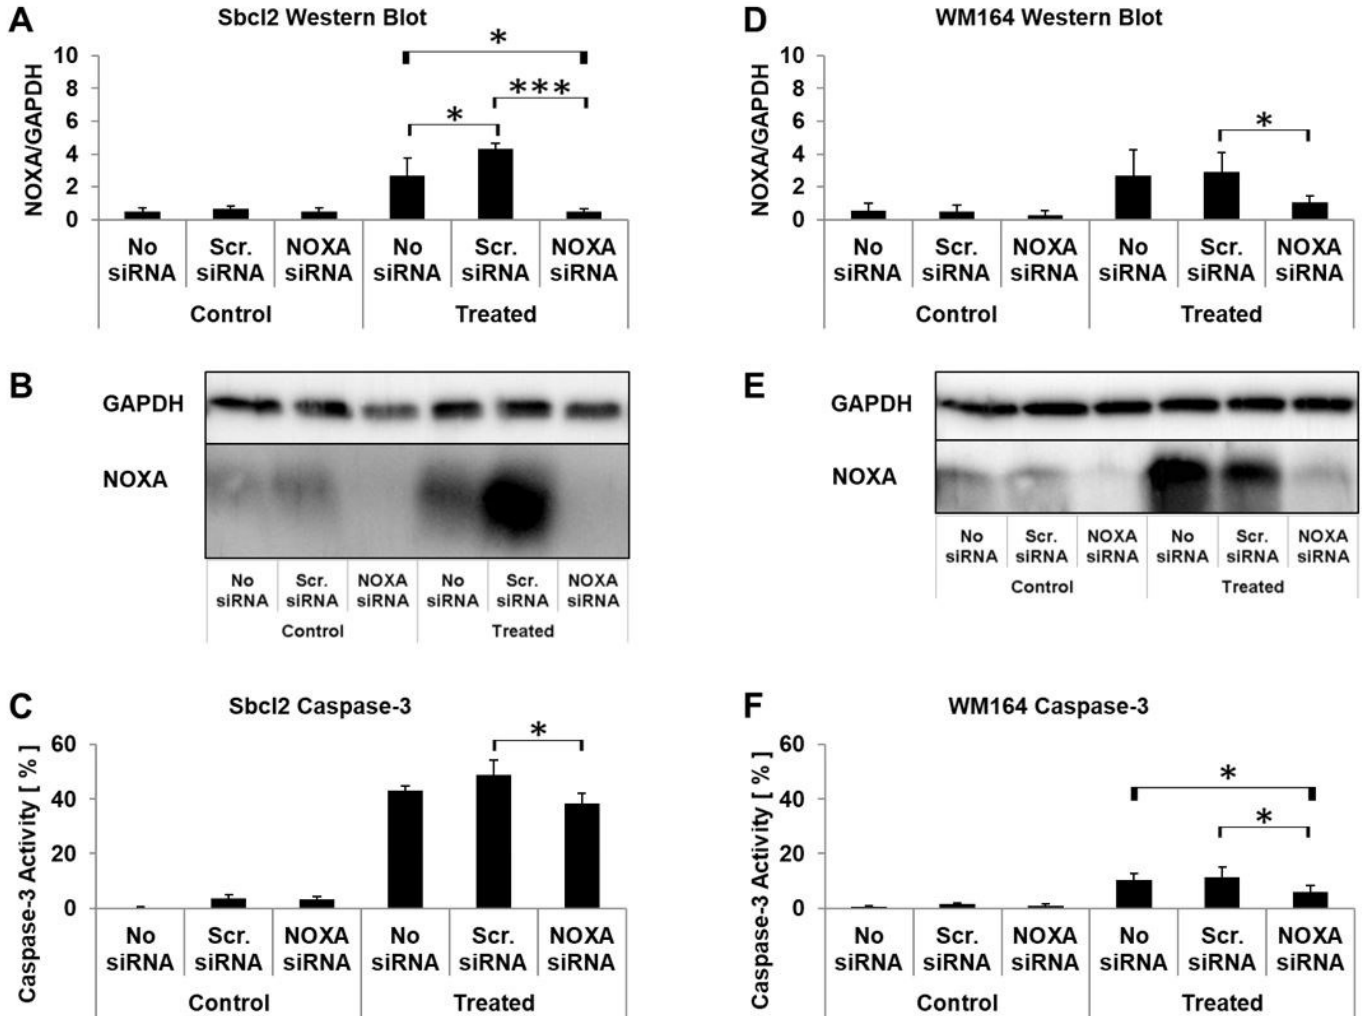 A
Sbcl2 Western Blot
NOXA/GAPDH
10
8
6
4
2
0
*
***
*
No siRNA
Scr. siRNA
NOXA siRNA
No siRNA
Scr. siRNA
NOXA siRNA
Control
Treated
B
GAPDH
NOXA
No siRNA
Scr. siRNA
NOXA siRNA
No siRNA
Scr. siRNA
NOXA siRNA
Control
Treated
C
Sbcl2 Caspase-3
Caspase-3 Activity [ % ]
60
40
20
0
*
No siRNA
Scr. siRNA
NOXA siRNA
No siRNA
Scr. siRNA
NOXA siRNA
Control
Treated
D
WM164 Western Blot
NOXA/GAPDH
10
8
6
4
2
0
*
No siRNA
Scr. siRNA
NOXA siRNA
No siRNA
Scr. siRNA
NOXA siRNA
Control
Treated
E
GAPDH
NOXA
No siRNA
Scr. siRNA
NOXA siRNA
No siRNA
Scr. siRNA
NOXA siRNA
Control
Treated
F
WM164 Caspase-3
Caspase-3 Activity [ % ]
60
40
20
0
*
*
No siRNA
Scr. siRNA
NOXA siRNA
No siRNA
Scr. siRNA
NOXA siRNA
Control
Treated